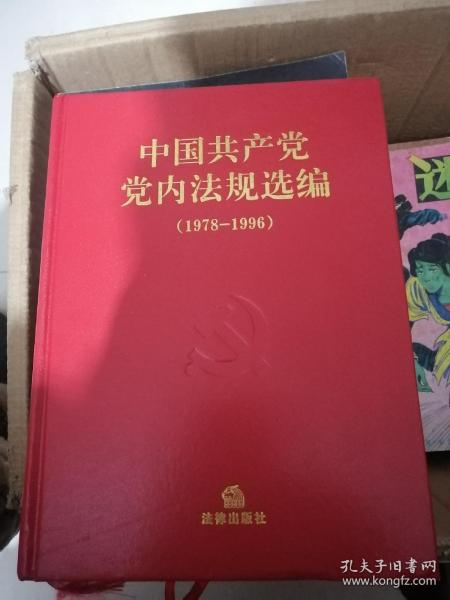 中国共产党
党内法规选编
(1978-1996)
迷
法律出版社
孔夫子旧书网
www.kongfz.com